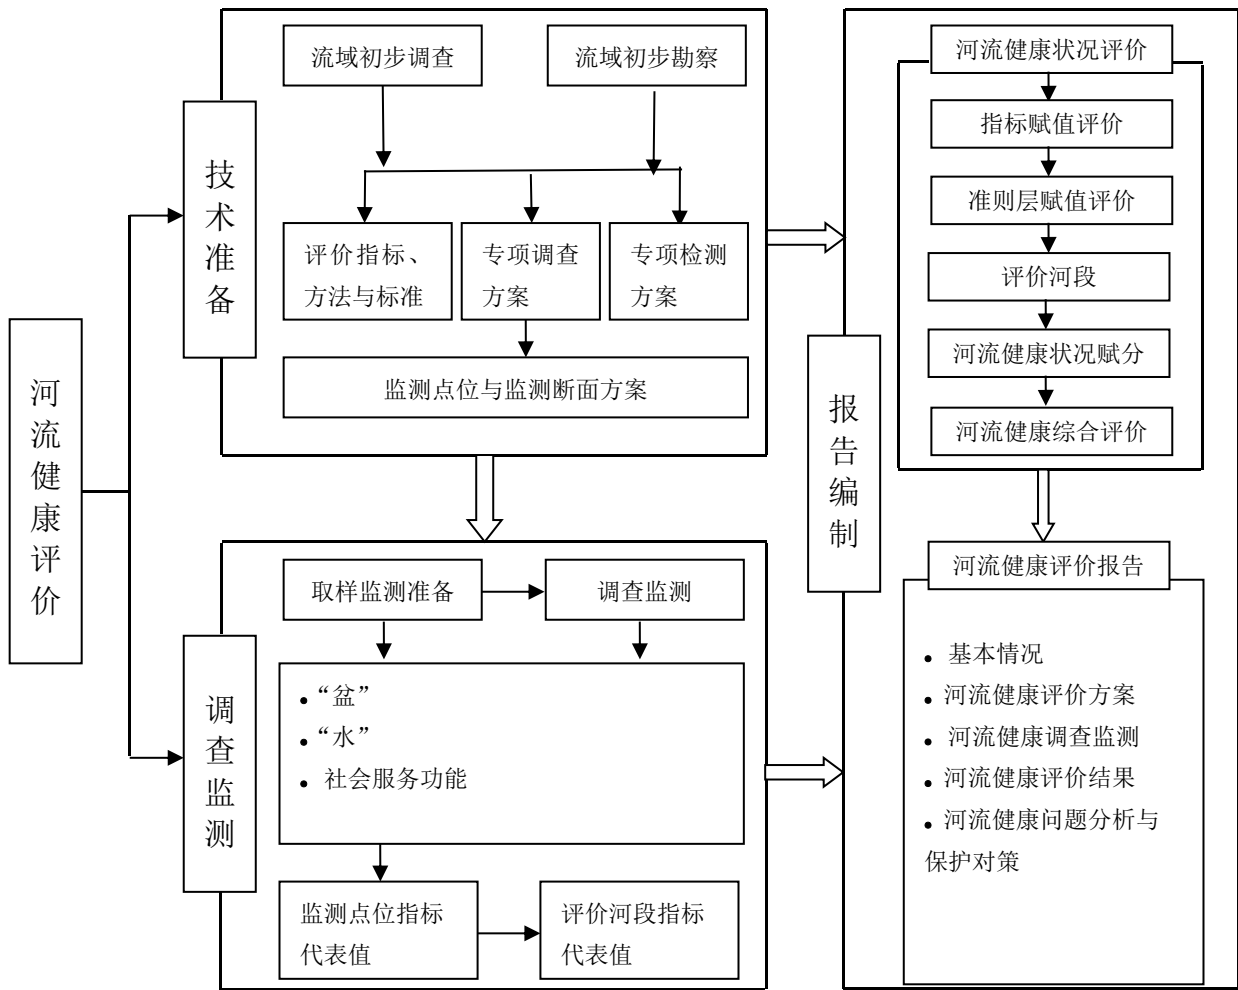 河流健康评价
技术准备
流域初步调查
流域初步勘察
评价指标、
方法与标准
专项调查
方案
专项检测
方案
监测点位与监测断面方案
调查监测
取样监测准备
调查监测
•“盆”
•“水”
• 社会服务功能
监测点位指标
代表值
评价河段指标
代表值
报告编制
河流健康状况评价
指标赋值评价
准则层赋值评价
评价河段
河流健康状况赋分
河流健康综合评价
河流健康评价报告
• 基本情况
• 河流健康评价方案
• 河流健康调查监测
• 河流健康评价结果
• 河流健康问题分析与
保护对策